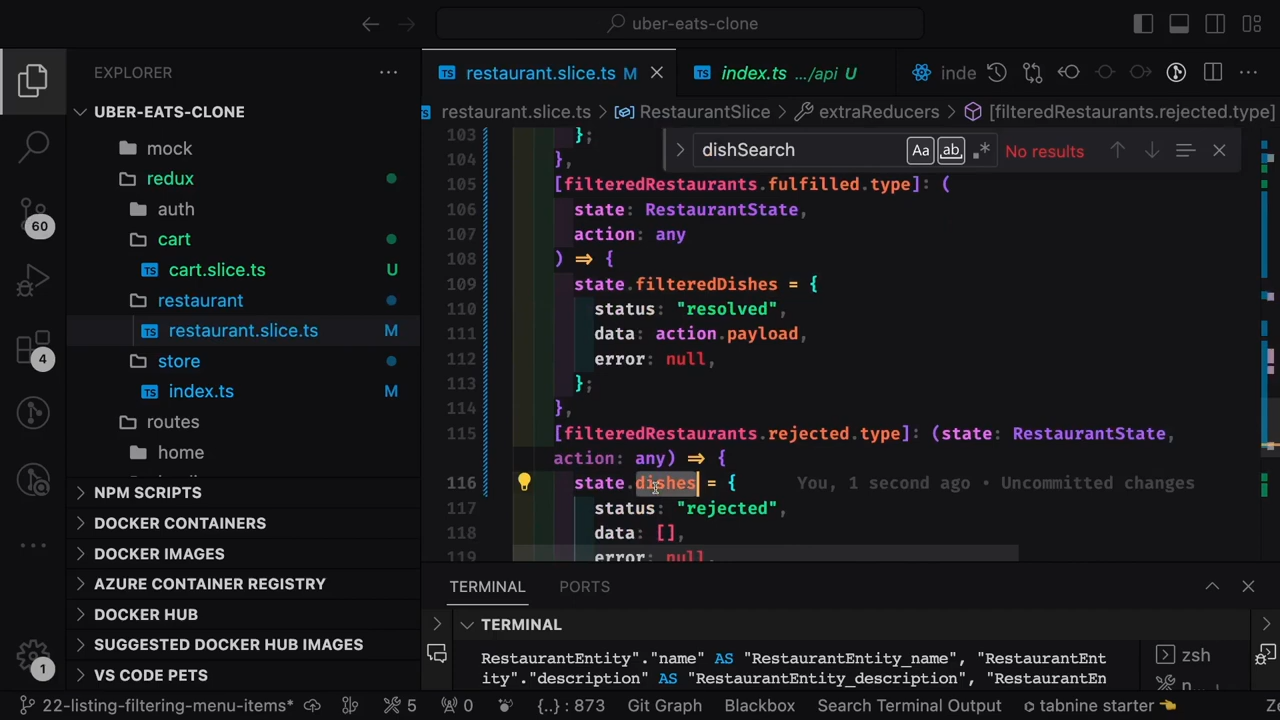 uber-eats-clone
EXPLORER
restaurant.slice.ts M
index.ts .../api U
inde
UBER-EATS-CLONE
restaurant.slice.ts > RestaurantSlice > extraReducers > [filteredRestaurants.rejected.type]
mock
redux
auth
cart
cart.slice.ts U
restaurant
restaurant.slice.ts M
store
index.ts M
routes
home
60
4
1
NPM SCRIPTS
DOCKER CONTAINERS
DOCKER IMAGES
AZURE CONTAINER REGISTRY
DOCKER HUB
SUGGESTED DOCKER HUB IMAGES
VS CODE PETS
dishSearch
Aa
ab
No results
103 };
104 },
105 [filteredRestaurants.fulfilled.type]: (
106 state: RestaurantState,
107 action: any
108 ) => {
109 state.filteredDishes = {
110 status: "resolved",
111 data: action.payload,
112 error: null,
113 };
114 },
115 [filteredRestaurants.rejected.type]: (state: RestaurantState,
action: any) => {
116 state.dishes = { You, 1 second ago • Uncommitted changes
117 status: "rejected",
118 data: [],
119 error: null,
TERMINAL
PORTS
TERMINAL
RestaurantEntity"."name" AS "RestaurantEntity_name", "RestaurantEnt
ity"."description" AS "RestaurantEntity_description", "RestaurantEn
zsh
22-listing-filtering-menu-items*
5
0
{..} : 873
Git Graph
Blackbox
Search Terminal Output
tabnine starter